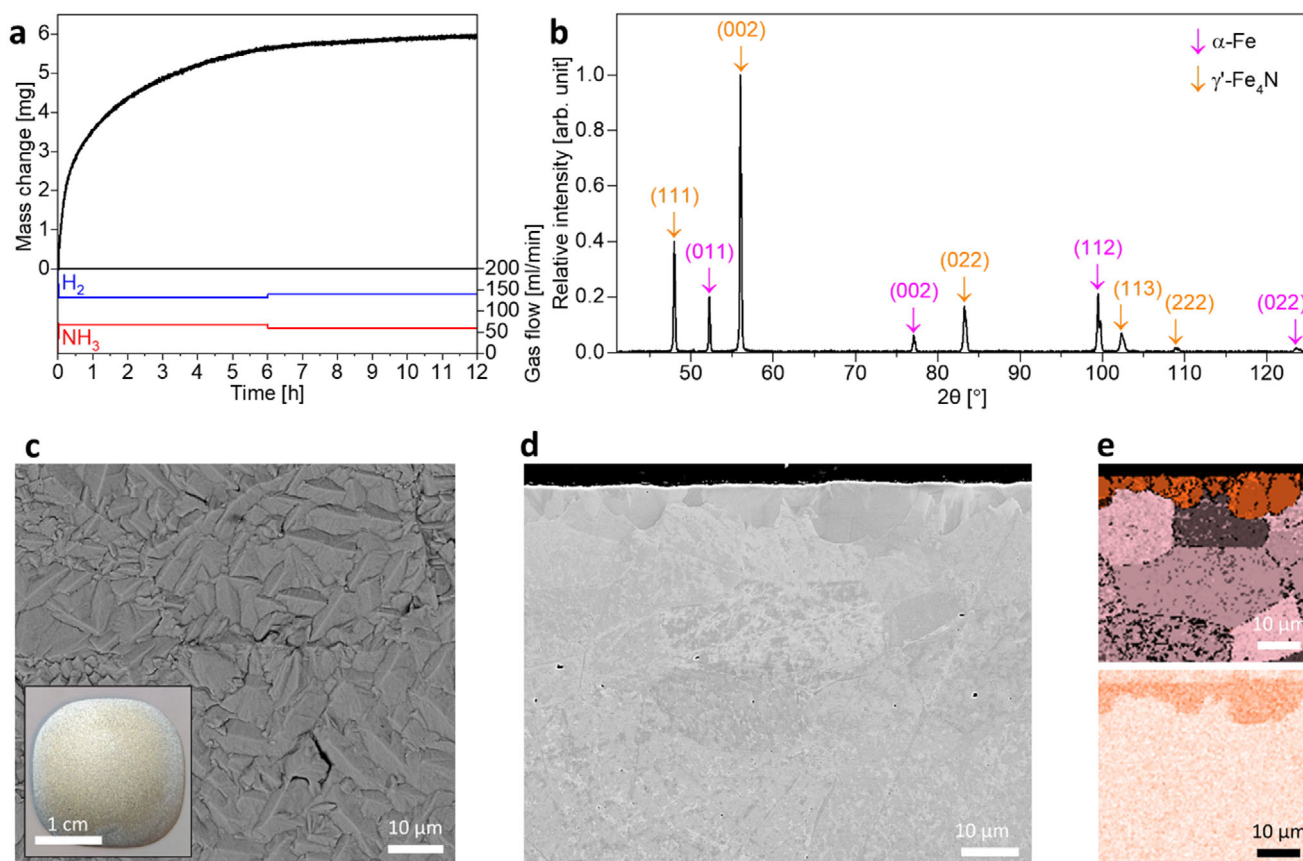 a
Mass change [mg]
6
5
4
3
2
1
0
H₂
NH₃
200
150
100
50
0
Gas flow [ml/min]
0 1 2 3 4 5 6 7 8 9 10 11 12
Time [h]
b
Relative intensity [arb. unit]
1.0
0.8
0.6
0.4
0.2
0.0
(002)
α-Fe
γ'-Fe₄N
(111)
(011)
(002)
(022)
(112)
(113)
(222)
(022)
50 60 70 80 90 100 110 120
2θ [°]
c
1 cm
10 µm
d
10 µm
e
10 µm
10 µm